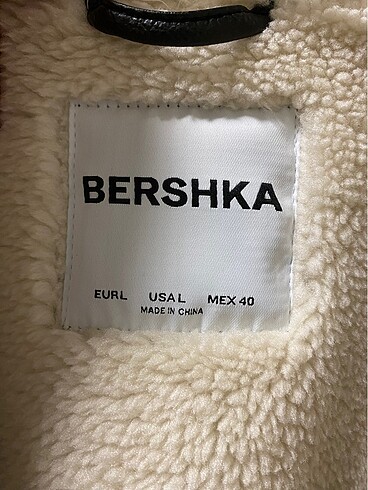 BERSHKA
EUR L USA L MEX 40
MADE IN CHINA